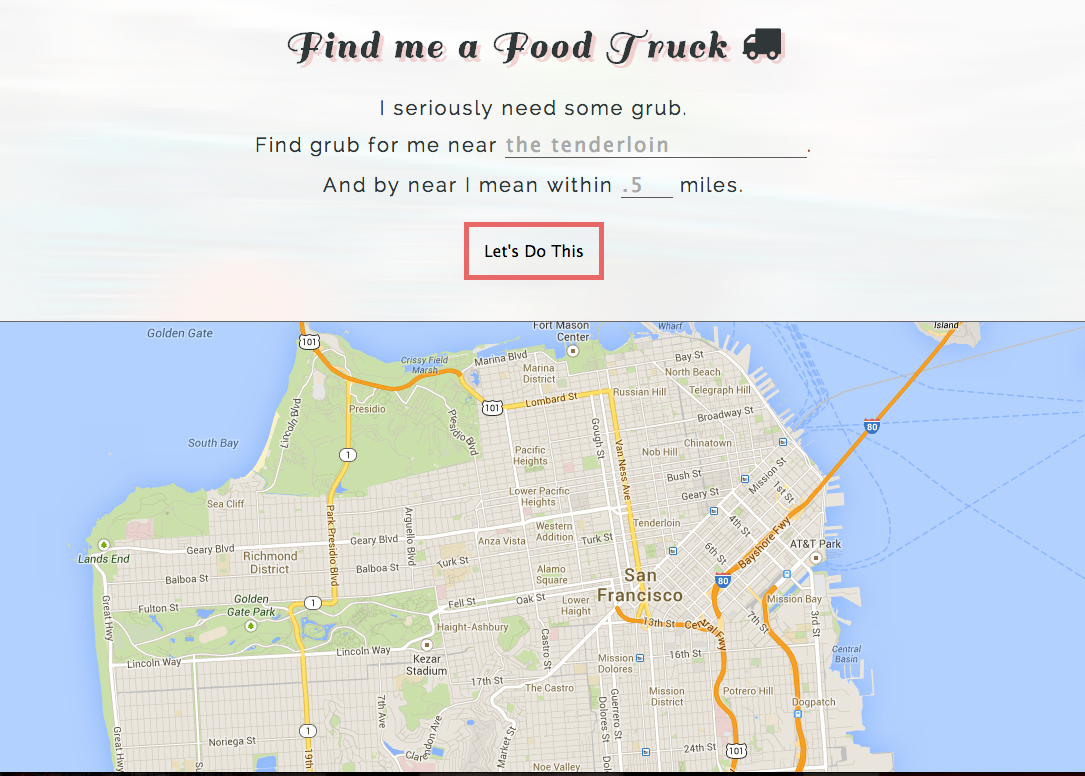 Find me a Food Truck
I seriously need some grub.
Find grub for me near the tenderloin.
And by near I mean within .5 miles.
Let's Do This
Golden Gate
101
Fort Mason
Center
Wharf
Island
Crissy Field
Marsh
Marina Blvd
Bay St
Marina
District
North Beach
Telegraph Hill
Lombard St
Russian Hill
101
Presidio
Lincoln Blvd
Presidio Blvd
Gough St
Van Ness Ave
Broadway St
80
South Bay
1
Pacific
Heights
Chinatown
Nob Hill
Bush St
Mission St
1st St
Geary St
Lower Pacific
Heights
Sea Cliff
Park Presidio Blvd
Arguello Blvd
Western
Addition
Tenderloin
4th St
Bayshore Fwy
Lands End
Geary Blvd
Geary Blvd
Anza Vista
Turk St
6th St
AT&T Park
Richmond
District
Turk St
Balboa St
Balboa St
Alamo
Square
San
Francisco
80
Great Hwy
Fulton St
Golden
Gate Park
1
Fell St
Oak St
Lower
Haight
Mission Bay
3rd St
Haight-Ashbury
13th St
Central Fwy
7th St
Lincoln Way
Lincoln Way
Kezar
Stadium
Castro St
Mission
Dolores
16th St
Central
Basin
17th St
The Castro
Mission
District
Potrero Hill
Dogpatch
7th Ave
Guerrero St
Dolores St
Great Hwy
1
19th
Noriega St
Clarendon Ave
Market St
24th St
101
Noe Valley